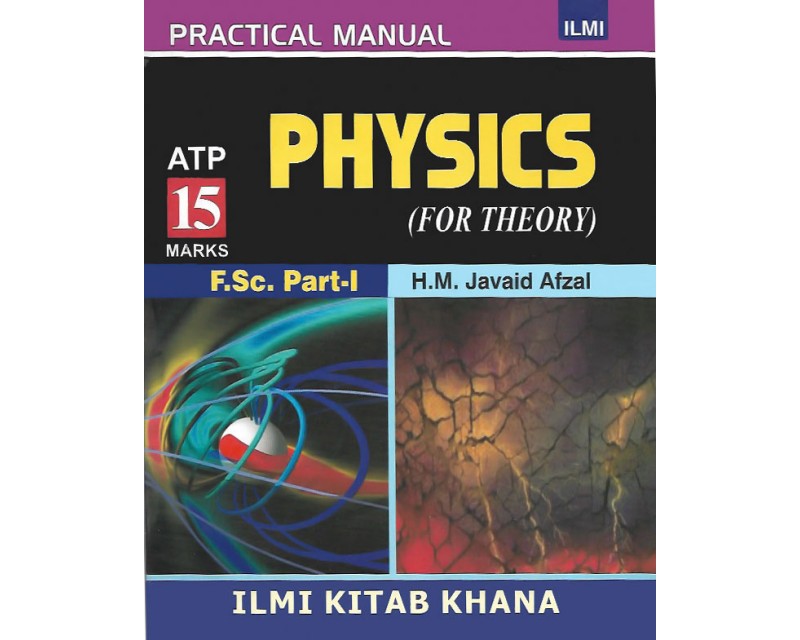 PRACTICAL MANUAL
ILMI
PHYSICS
(FOR THEORY)
ATP
15
MARKS
F.Sc. Part-I
H.M. Javaid Afzal
ILMI KITAB KHANA